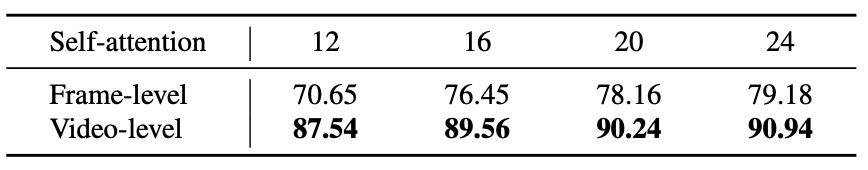 Self-attention 12 16 20 24
Frame-level 70.65 76.45 78.16 79.18
Video-level 87.54 89.56 90.24 90.94